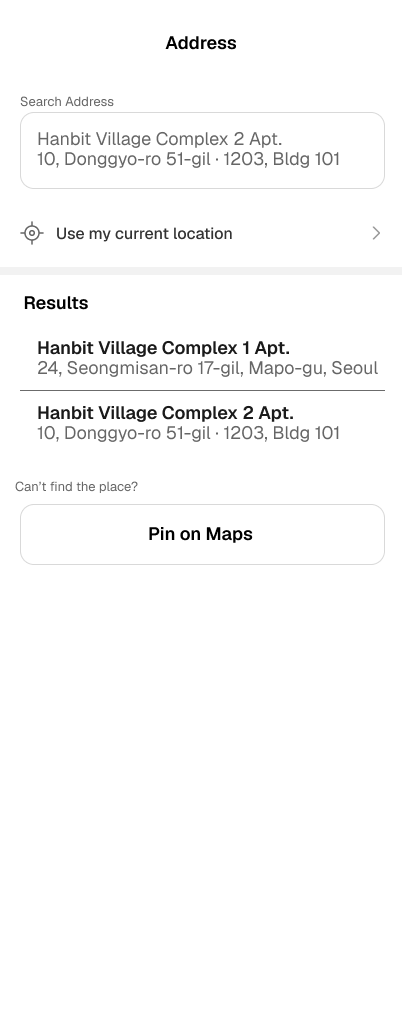 Address
Search Address
Hanbit Village Complex 2 Apt.
10, Donggyo-ro 51-gil · 1203, Bldg 101
Use my current location
Results
Hanbit Village Complex 1 Apt.
24, Seongmisan-ro 17-gil, Mapo-gu, Seoul
Hanbit Village Complex 2 Apt.
10, Donggyo-ro 51-gil · 1203, Bldg 101
Can’t find the place?
Pin on Maps